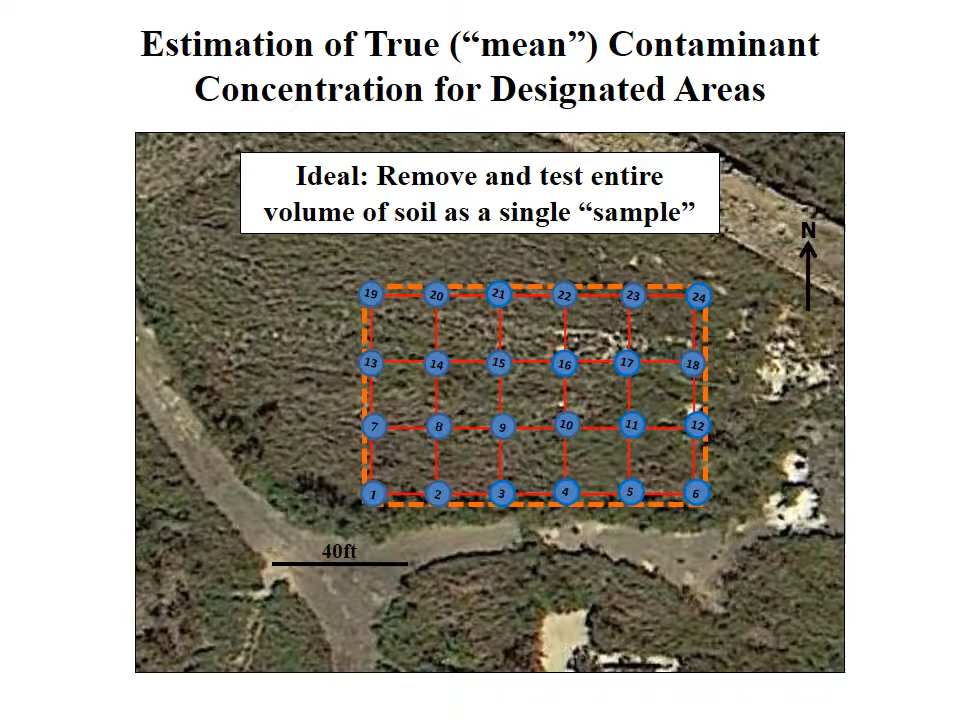 Estimation of True (“mean”) Contaminant
Concentration for Designated Areas
Ideal: Remove and test entire
volume of soil as a single “sample”
N
19 20 21 22 23 24
13 14 15 16 17 18
7 8 9 10 11 12
1 2 3 4 5 6
40ft